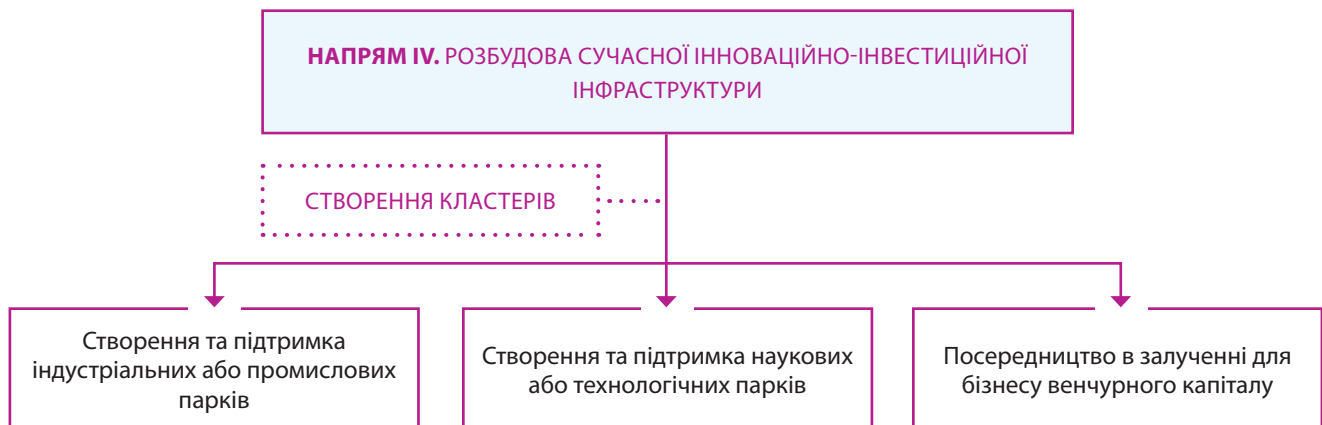 НАПРЯМ IV. РОЗБУДОВА СУЧАСНОЇ ІННОВАЦІЙНО-ІНВЕСТИЦІЙНОЇ
ІНФРАСТРУКТУРИ
СТВОРЕННЯ КЛАСТЕРІВ
Створення та підтримка
індустріальних або промислових
парків
Створення та підтримка наукових
або технологічних парків
Посередництво в залученні для
бізнесу венчурного капіталу